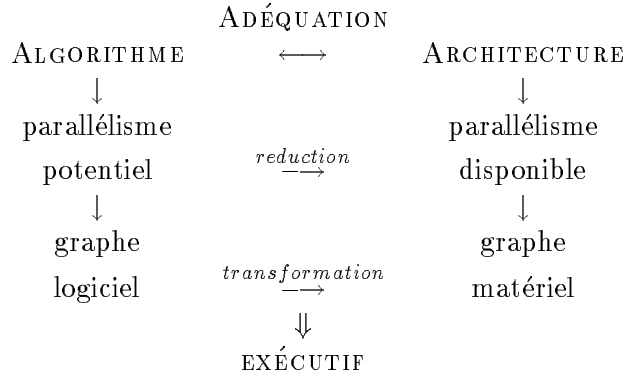 ADÉQUATION
ALGORITHME ⟷ ARCHITECTURE
↓ ↓
parallélisme parallélisme
reduction
potentiel ⟶ disponible
↓ ↓
graphe graphe
transformation
logiciel ⟶ matériel
⇓
EXÉCUTIF